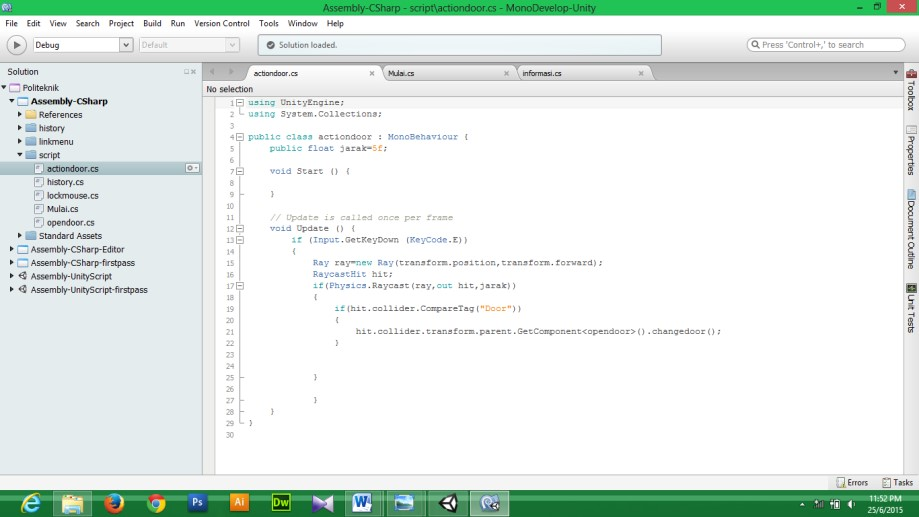 Assembly-CSharp - script\actiondoor.cs - MonoDevelop-Unity
File Edit View Search Project Build Run Version Control Tools Window Help
Debug Default Solution loaded. Press 'Control+,' to search
Solution
Politeknik
Assembly-CSharp
References
history
linkmenu
script
actiondoor.cs
history.cs
lockmouse.cs
Mulai.cs
opendoor.cs
Standard Assets
Assembly-CSharp-Editor
Assembly-CSharp-firstpass
Assembly-UnityScript
Assembly-UnityScript-firstpass
actiondoor.cs Mulai.cs informasi.cs
No selection
1 using UnityEngine;
2 using System.Collections;
3
4 public class actiondoor : MonoBehaviour {
5 public float jarak=5f;
6
7 void Start () {
8
9 }
10
11 // Update is called once per frame
12 void Update () {
13 if (Input.GetKeyDown (KeyCode.E))
14 {
15 Ray ray=new Ray(transform.position,transform.forward);
16 RaycastHit hit;
17 if(Physics.Raycast(ray,out hit,jarak))
18 {
19 if(hit.collider.CompareTag("Door"))
20 {
21 hit.collider.transform.parent.GetComponent<opendoor>().changedoor();
22 }
23
24
25 }
26
27 }
28 }
29 }
30
Toolbox
Properties
Document Outline
Unit Tests
Errors Tasks
Ps Ai Dw
11:52 PM
25/6/2015